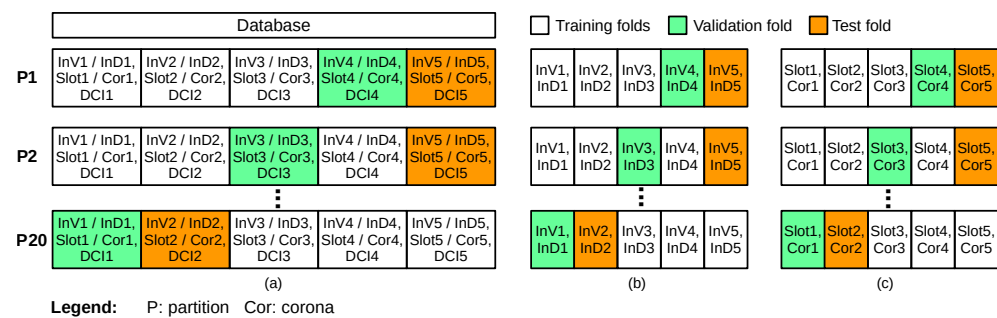 Database
Training folds Validation fold Test fold
P1
InV1 / InD1, Slot1 / Cor1, DCI1
InV2 / InD2, Slot2 / Cor2, DCI2
InV3 / InD3, Slot3 / Cor3, DCI3
InV4 / InD4, Slot4 / Cor4, DCI4
InV5 / InD5, Slot5 / Cor5, DCI5
InV1, InD1
InV2, InD2
InV3, InD3
InV4, InD4
InV5, InD5
Slot1, Cor1
Slot2, Cor2
Slot3, Cor3
Slot4, Cor4
Slot5, Cor5
P2
InV1 / InD1, Slot1 / Cor1, DCI1
InV2 / InD2, Slot2 / Cor2, DCI2
InV3 / InD3, Slot3 / Cor3, DCI3
InV4 / InD4, Slot4 / Cor4, DCI4
InV5 / InD5, Slot5 / Cor5, DCI5
InV1, InD1
InV2, InD2
InV3, InD3
InV4, InD4
InV5, InD5
Slot1, Cor1
Slot2, Cor2
Slot3, Cor3
Slot4, Cor4
Slot5, Cor5
P20
InV1 / InD1, Slot1 / Cor1, DCI1
InV2 / InD2, Slot2 / Cor2, DCI2
InV3 / InD3, Slot3 / Cor3, DCI3
InV4 / InD4, Slot4 / Cor4, DCI4
InV5 / InD5, Slot5 / Cor5, DCI5
InV1, InD1
InV2, InD2
InV3, InD3
InV4, InD4
InV5, InD5
Slot1, Cor1
Slot2, Cor2
Slot3, Cor3
Slot4, Cor4
Slot5, Cor5
(a)
(b)
(c)
Legend: P: partition Cor: corona